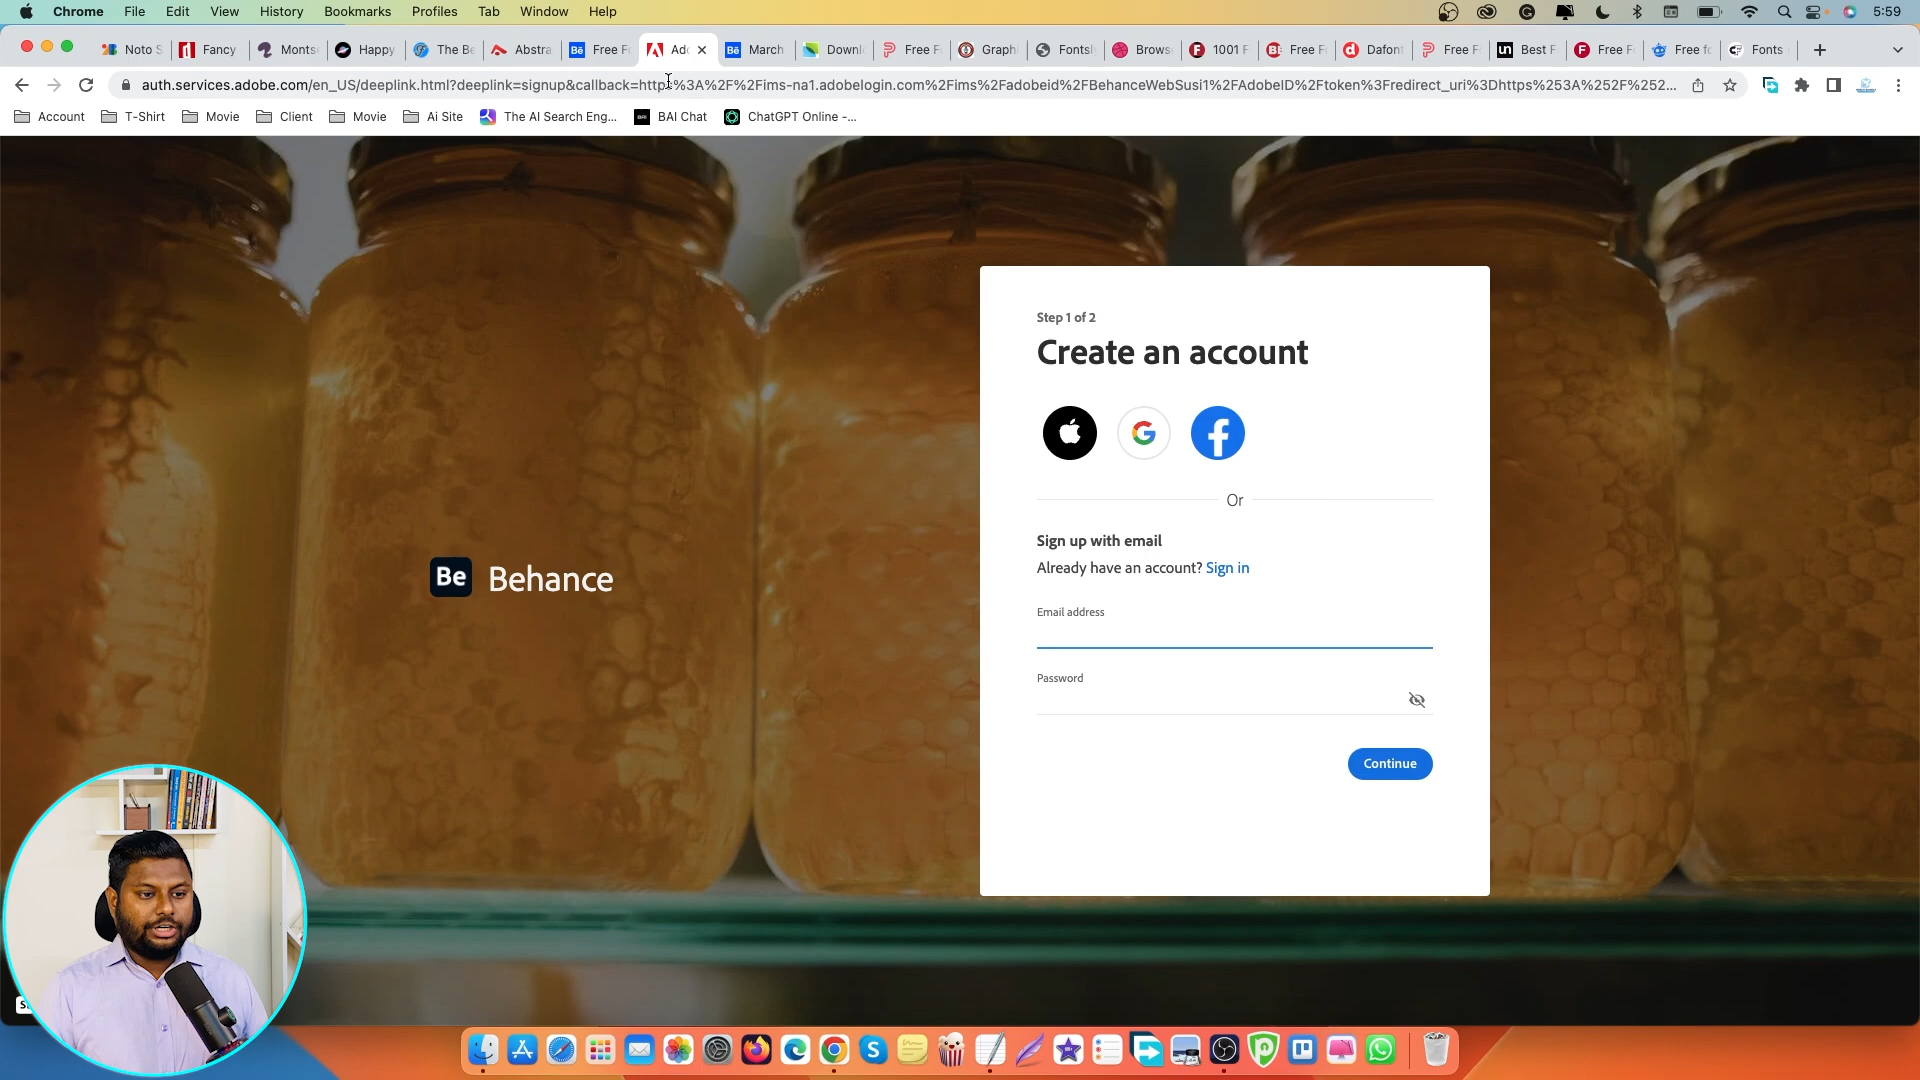 Chrome File Edit View History Bookmarks Profiles Tab Window Help 5:59
Noto S Fancy Monts Happy The Be Abstra Free F Ado March Downl Free F Graphi Fontsl Brows 1001 F Free F Dafont Free F Best F Free F Free fo Fonts
auth.services.adobe.com/en_US/deeplink.html?deeplink=signup&callback=https%3A%2F%2Fims-na1.adobelogin.com%2Fims%2Fadobeid%2FBehanceWebSusi1%2FAdobeID%2Ftoken%3Fredirect_uri%3Dhttps%253A%252F%252...
Account T-Shirt Movie Client Movie Ai Site The AI Search Eng... BAI Chat ChatGPT Online -...
Step 1 of 2
Create an account
Or
Sign up with email
Already have an account? Sign in
Email address
Be Behance
Password
Continue